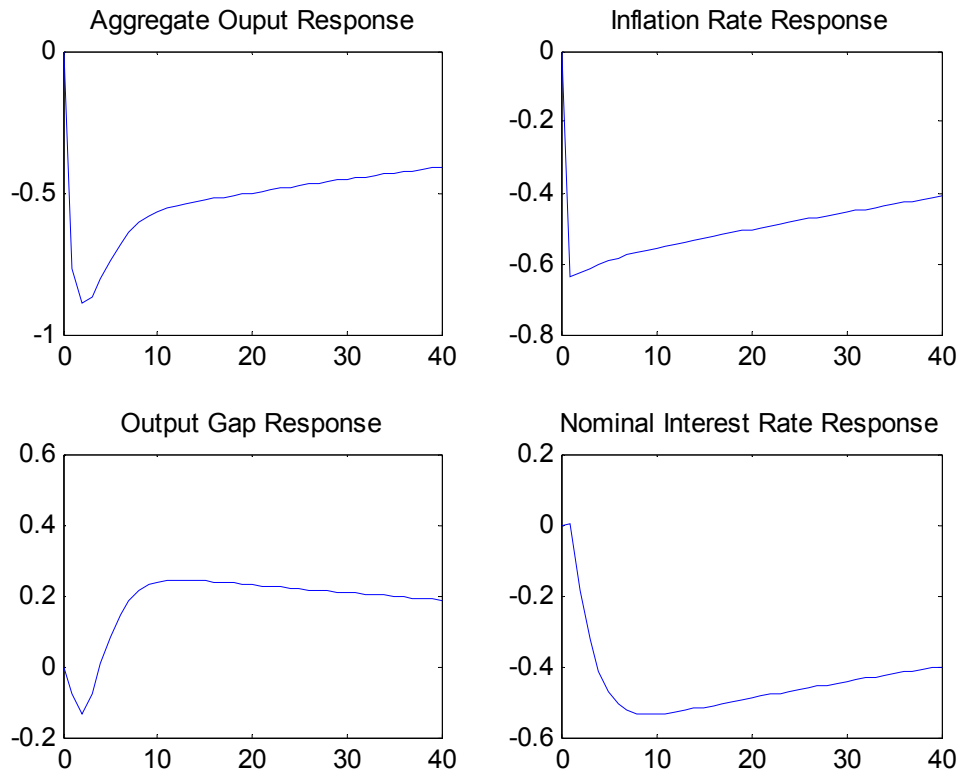 Aggregate Ouput Response
0
-0.5
-1
0 10 20 30 40
Inflation Rate Response
0
-0.2
-0.4
-0.6
-0.8
0 10 20 30 40
Output Gap Response
0.6
0.4
0.2
0
-0.2
0 10 20 30 40
Nominal Interest Rate Response
0.2
0
-0.2
-0.4
-0.6
0 10 20 30 40